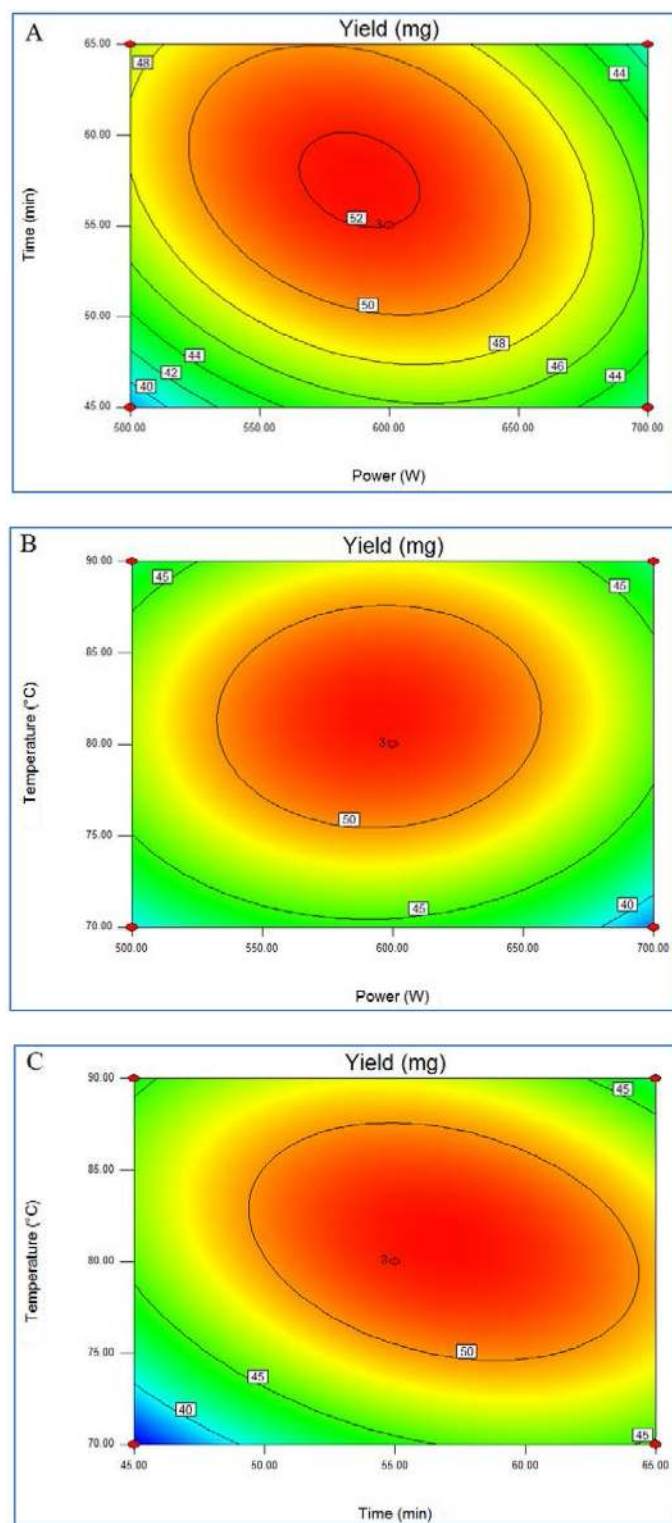 A
Yield (mg)
65.00
48
44
60.00
Time (min)
52
3
55.00
50
50.00
48
44
46
42
44
40
45.00
500.00 550.00 600.00 650.00 700.00
Power (W)
B
Yield (mg)
90.00
45
45
85.00
Temperature (°C)
3
80.00
50
75.00
45
40
70.00
500.00 550.00 600.00 650.00 700.00
Power (W)
C
Yield (mg)
90.00
45
85.00
Temperature (°C)
3
80.00
50
75.00
45
40
45
70.00
45.00 50.00 55.00 60.00 65.00
Time (min)